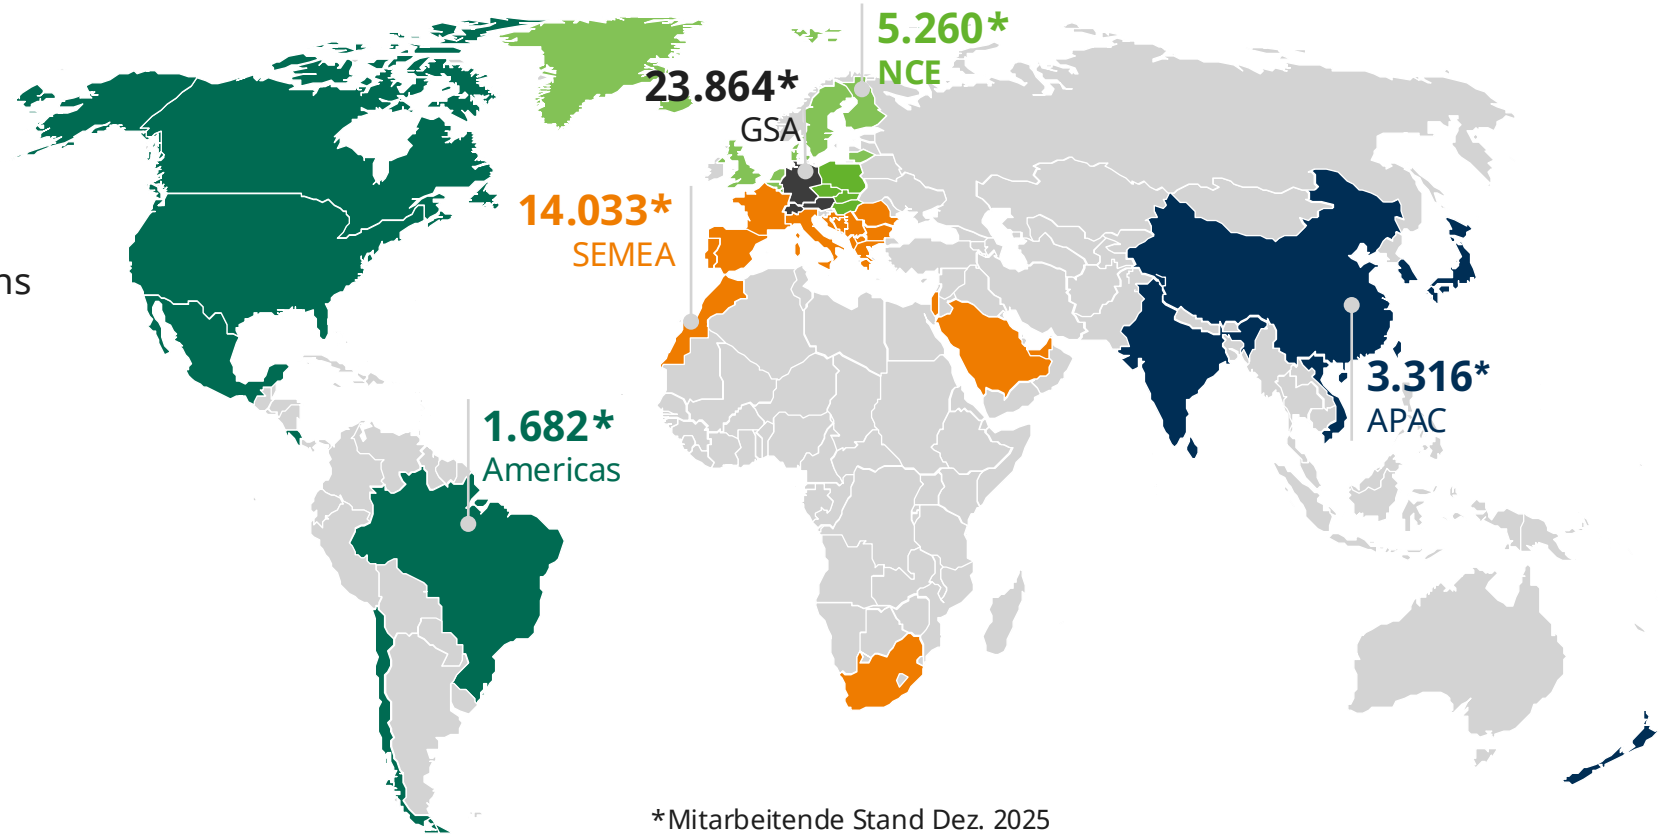 5.260*
NCE
23.864*
GSA
14.033*
SEMEA
ns
3.316*
APAC
1.682*
Americas
*Mitarbeitende Stand Dez. 2025